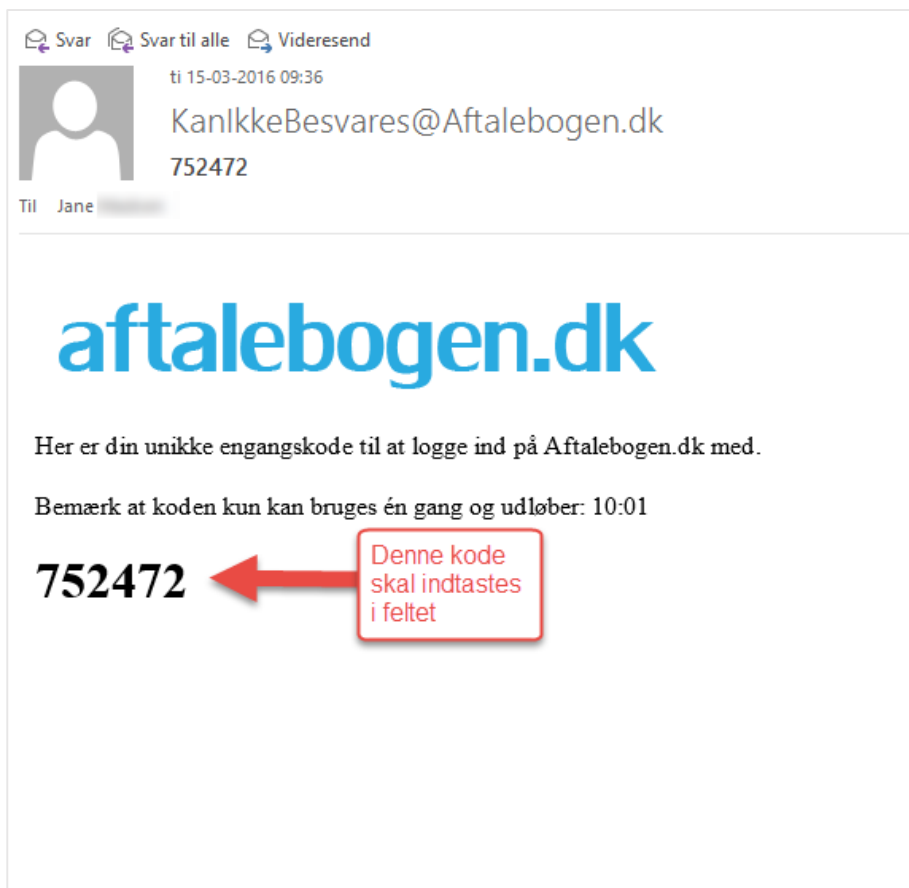 Svar Svar til alle Videresend
ti 15-03-2016 09:36
KanIkkeBesvares@Aftalebogen.dk
752472
Til Jane
aftalebogen.dk
Her er din unikke engangskode til at logge ind på Aftalebogen.dk med.
Bemærk at koden kun kan bruges én gang og udløber: 10:01
752472
Denne kode
skal indtastes
i feltet